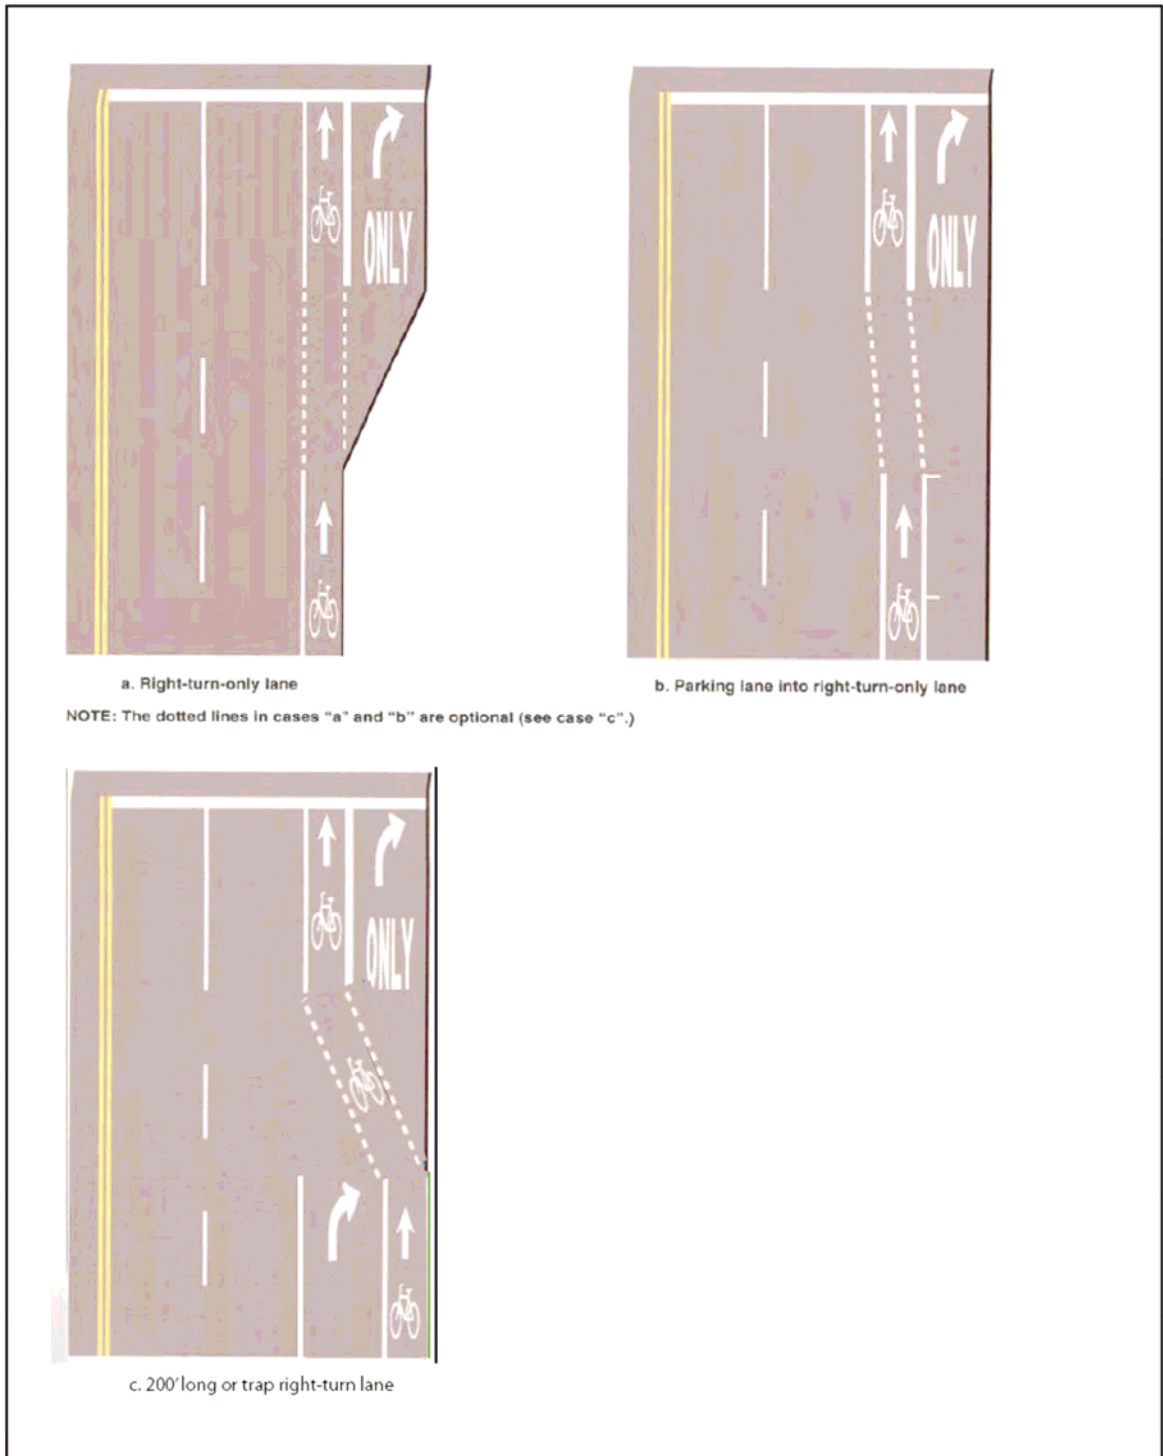 ONLY
ONLY
a. Right-turn-only lane
b. Parking lane into right-turn-only lane
NOTE: The dotted lines in cases "a" and "b" are optional (see case "c".)
ONLY
c. 200' long or trap right-turn lane